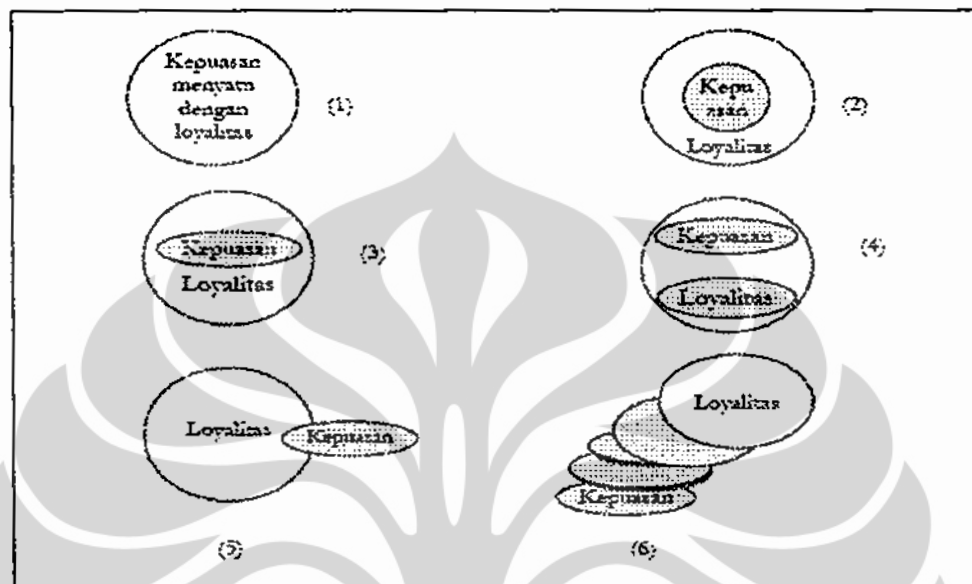 Kepuasan
menyatu
dengan
loyalitas
(1)
Kepu
asan
Loyalitas
(2)
Kepuasan
Loyalitas
(3)
Kepuasan
Loyalitas
(4)
Loyalitas
Kepuasan
(5)
Loyalitas
Kepuasan
(6)